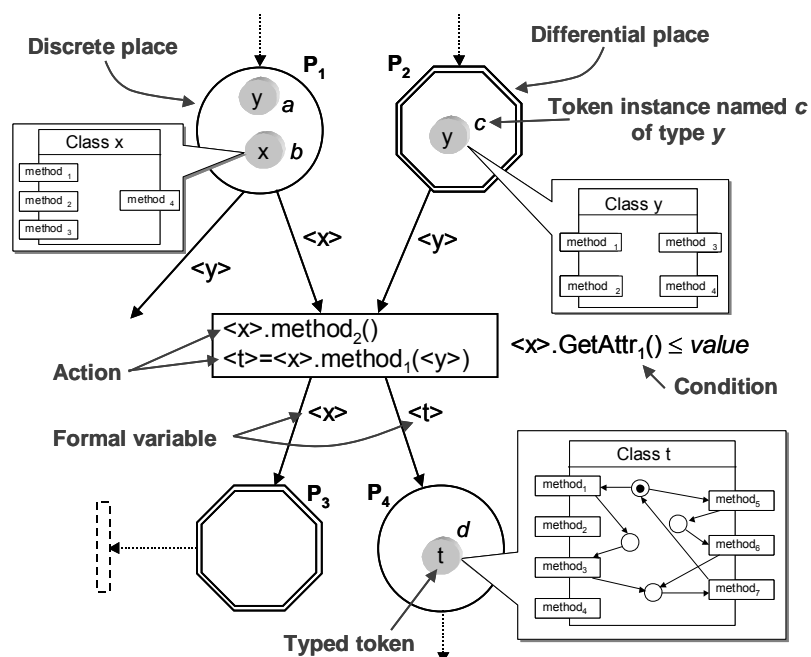 Discrete place
P1
P2
Differential place
y a
x b
y c
Token instance named c
of type y
Class x
method 1
method 2
method 3
method 4
Class y
method 1
method 2
method 3
method 4
<y>
<x>
<y>
<x>.method2()
<t>=<x>.method1(<y>)
<x>.GetAttr1() ≤ value
Action
Condition
Formal variable
<x>
<t>
P3
P4
d
t
Typed token
Class t
method1
method2
method3
method4
method5
method6
method7